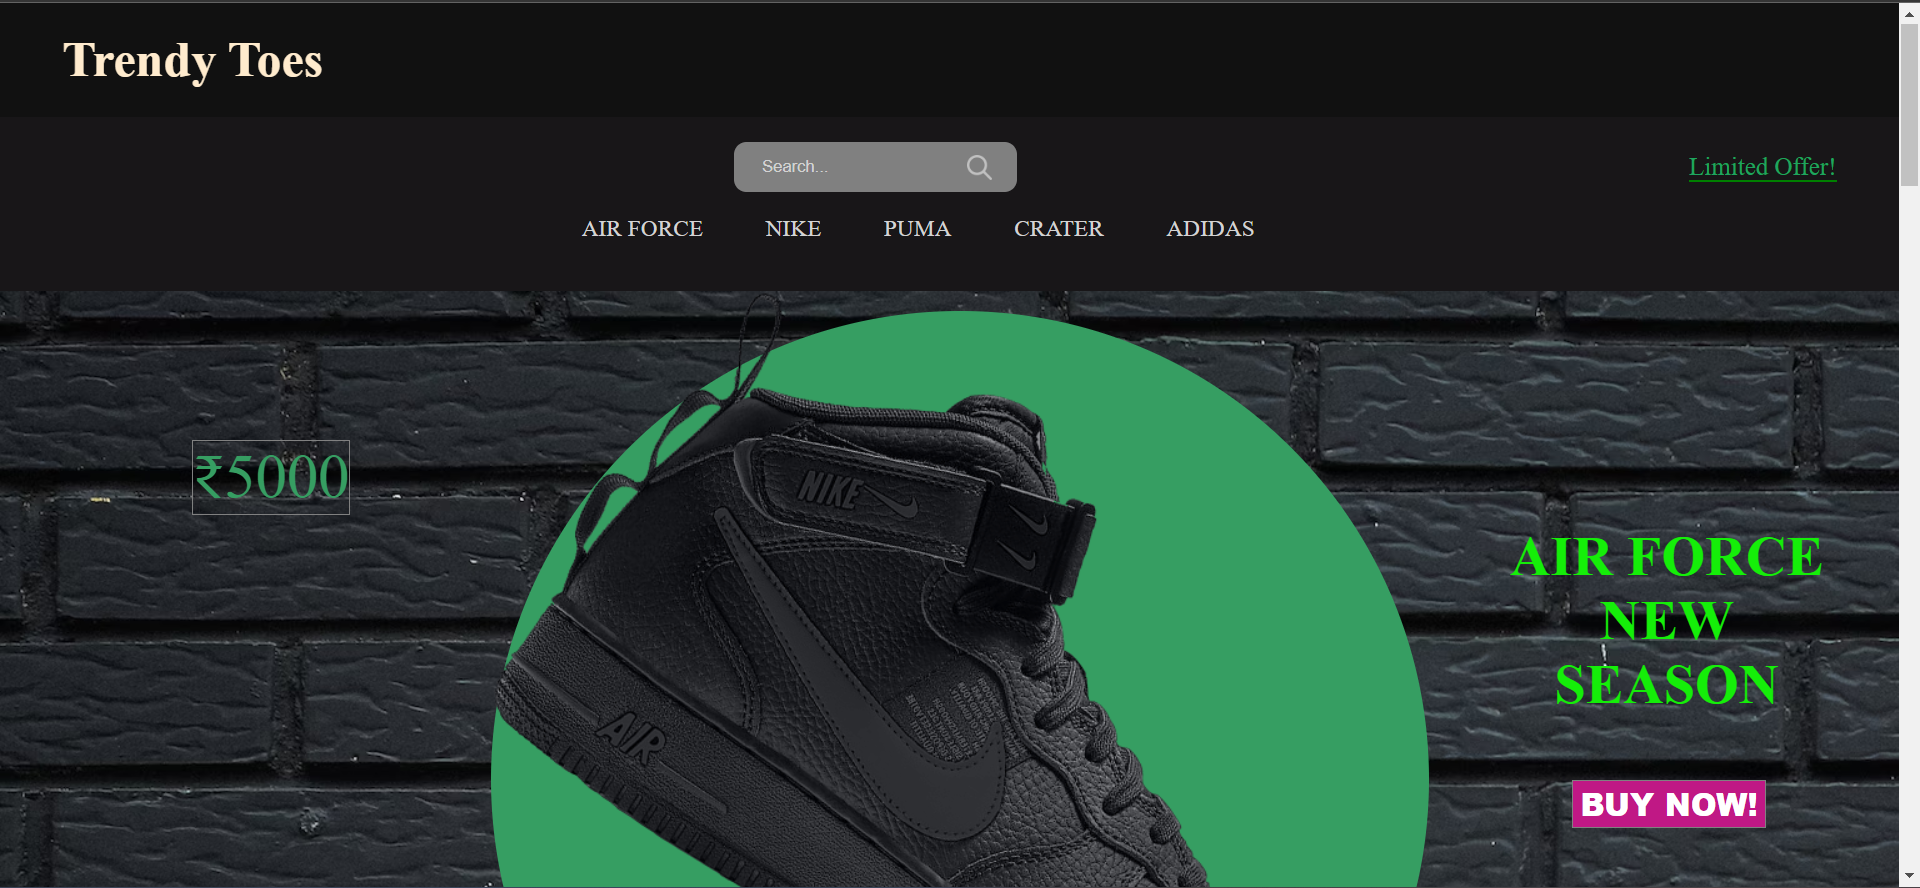 Trendy Toes
Search...
Limited Offer!
AIR FORCE NIKE PUMA CRATER ADIDAS
₹5000
NIKE
AIR
AIR FORCE
NEW
SEASON
BUY NOW!